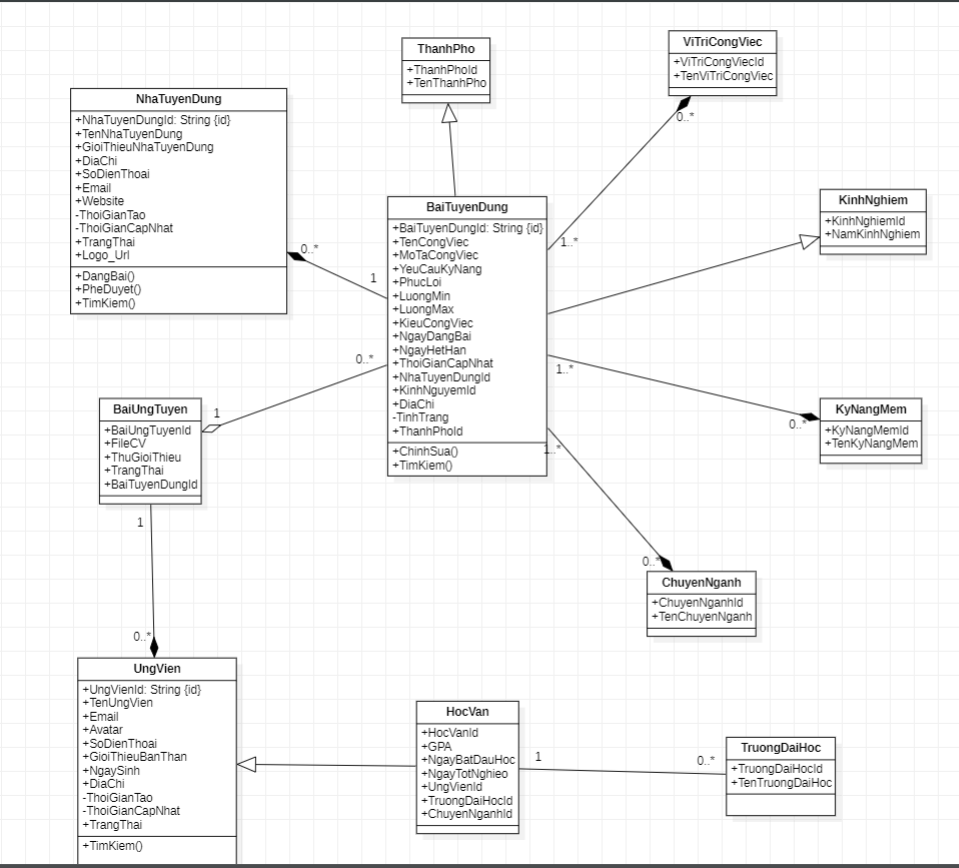 ThanhPho
+ThanhPhoId
+TenThanhPho
ViTriCongViec
+ViTriCongViecId
+TenViTriCongViec
0..*
1..*
NhaTuyenDung
+NhaTuyenDungId: String {id}
+TenNhaTuyenDung
+GioiThieuNhaTuyenDung
+DiaChi
+SoDienThoai
+Email
+Website
-ThoiGianTao
-ThoiGianCapNhat
+TrangThai
+Logo_Url
+DangBai()
+PheDuyet()
+TimKiem()
0..*
1
BaiTuyenDung
+BaiTuyenDungId: String {id}
+TenCongViec
+MoTaCongViec
+YeuCauKyNang
+PhucLoi
+LuongMin
+LuongMax
+KieuCongViec
+NgayDangBai
+NgayHetHan
+ThoiGianCapNhat
+NhaTuyenDungId
+KinhNguyemId
+DiaChi
-TinhTrang
+ThanhPhoId
+ChinhSua()
+TimKiem()
KinhNghiem
+KinhNghiemId
+NamKinhNghiem
0..*
1
1..*
0..*
KyNangMem
+KyNangMemId
+TenKyNangMem
BaiUngTuyen
+BaiUngTuyenId
+FileCV
+ThuGioiThieu
+TrangThai
+BaiTuyenDungId
1..*
0..*
ChuyenNganh
+ChuyenNganhId
+TenChuyenNganh
1
0..*
UngVien
+UngVienId: String {id}
+TenUngVien
+Email
+Avatar
+SoDienThoai
+GioiThieuBanThan
+NgaySinh
+DiaChi
-ThoiGianTao
-ThoiGianCapNhat
+TrangThai
+TimKiem()
HocVan
+HocVanId
+GPA
+NgayBatDauHoc
+NgayTotNghieo
+UngVienId
+TruongDaiHocId
+ChuyenNganhId
1
0..*
TruongDaiHoc
+TruongDaiHocId
+TenTruongDaiHoc